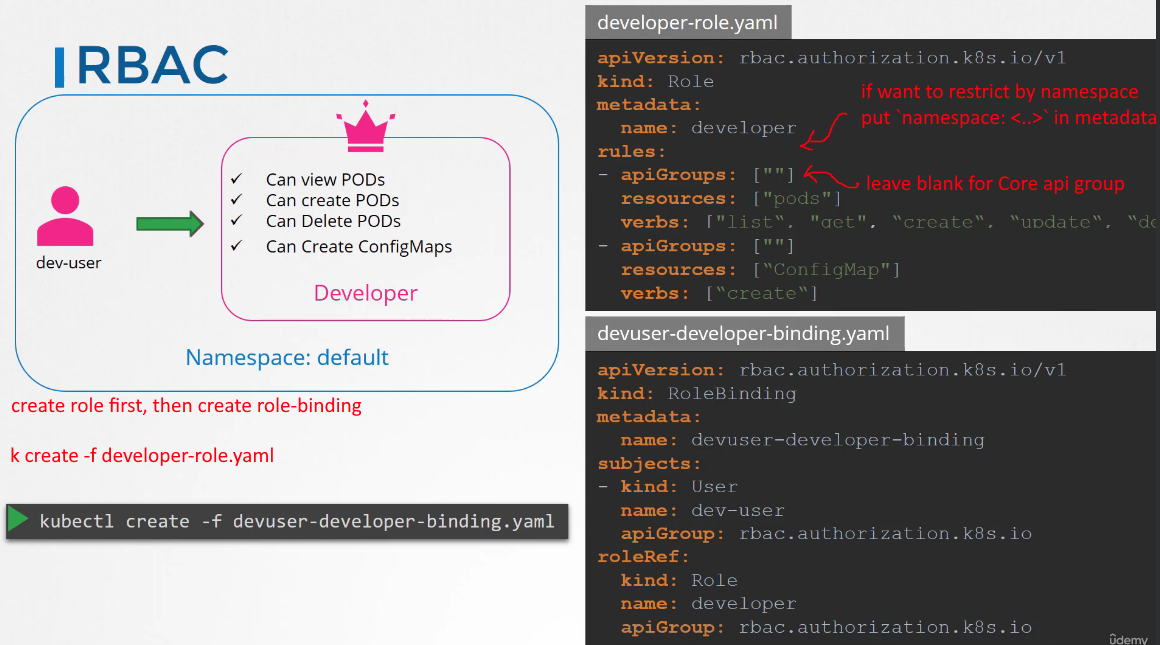 RBAC
Can view PODs
Can create PODs
Can Delete PODs
Can Create ConfigMaps
Developer
dev-user
Namespace: default
create role first, then create role-binding
k create -f developer-role.yaml
kubectl create -f devuser-developer-binding.yaml
developer-role.yaml
apiVersion: rbac.authorization.k8s.io/v1
kind: Role
metadata:
name: developer
if want to restrict by namespace
put `namespace: <..>` in metadata
rules:
- apiGroups: [""]
leave blank for Core api group
resources: ["pods"]
verbs: ["list“, "get", “create“, “update“, “de
- apiGroups: [""]
resources: [“ConfigMap"]
verbs: [“create“]
devuser-developer-binding.yaml
apiVersion: rbac.authorization.k8s.io/v1
kind: RoleBinding
metadata:
name: devuser-developer-binding
subjects:
- kind: User
name: dev-user
apiGroup: rbac.authorization.k8s.io
roleRef:
kind: Role
name: developer
apiGroup: rbac.authorization.k8s.io
ûdemy